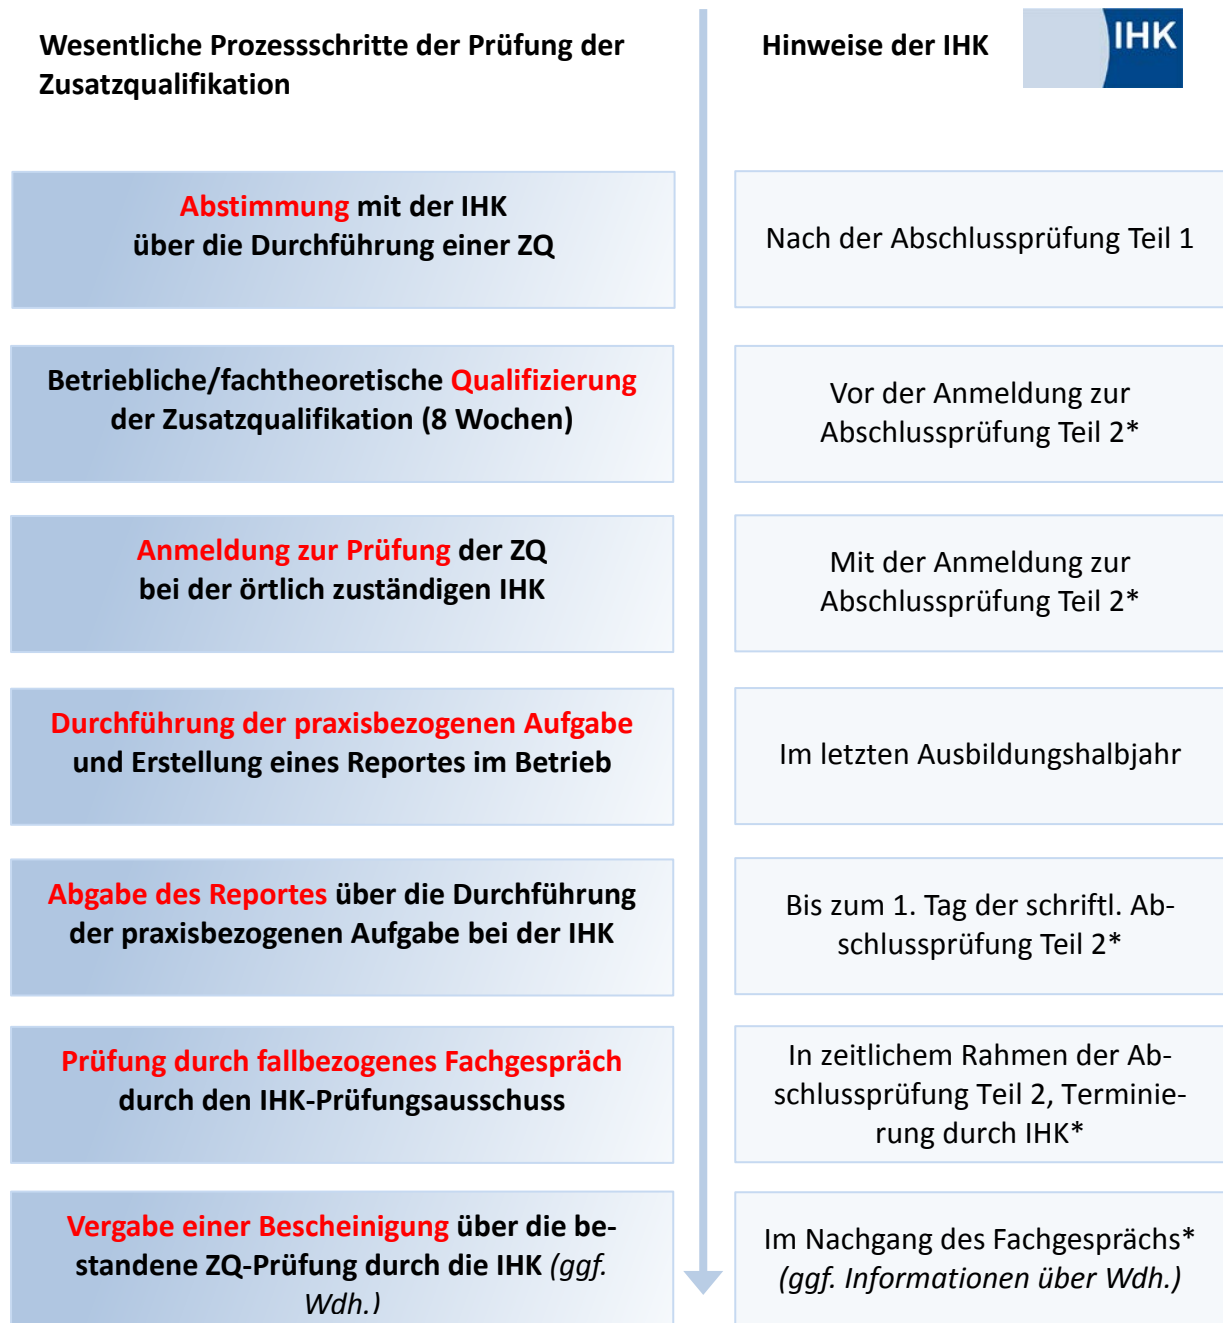 Wesentliche Prozessschritte der Prüfung der
Zusatzqualifikation
Hinweise der IHK
IHK
Abstimmung mit der IHK
über die Durchführung einer ZQ
Nach der Abschlussprüfung Teil 1
Betriebliche/fachtheoretische Qualifizierung
der Zusatzqualifikation (8 Wochen)
Vor der Anmeldung zur
Abschlussprüfung Teil 2*
Anmeldung zur Prüfung der ZQ
bei der örtlich zuständigen IHK
Mit der Anmeldung zur
Abschlussprüfung Teil 2*
Durchführung der praxisbezogenen Aufgabe
und Erstellung eines Reportes im Betrieb
Im letzten Ausbildungshalbjahr
Abgabe des Reportes über die Durchführung
der praxisbezogenen Aufgabe bei der IHK
Bis zum 1. Tag der schriftl. Ab-
schlussprüfung Teil 2*
Prüfung durch fallbezogenes Fachgespräch
durch den IHK-Prüfungsausschuss
In zeitlichem Rahmen der Ab-
schlussprüfung Teil 2, Terminie-
rung durch IHK*
Vergabe einer Bescheinigung über die be-
standene ZQ-Prüfung durch die IHK (ggf.
Wdh.)
Im Nachgang des Fachgesprächs*
(ggf. Informationen über Wdh.)